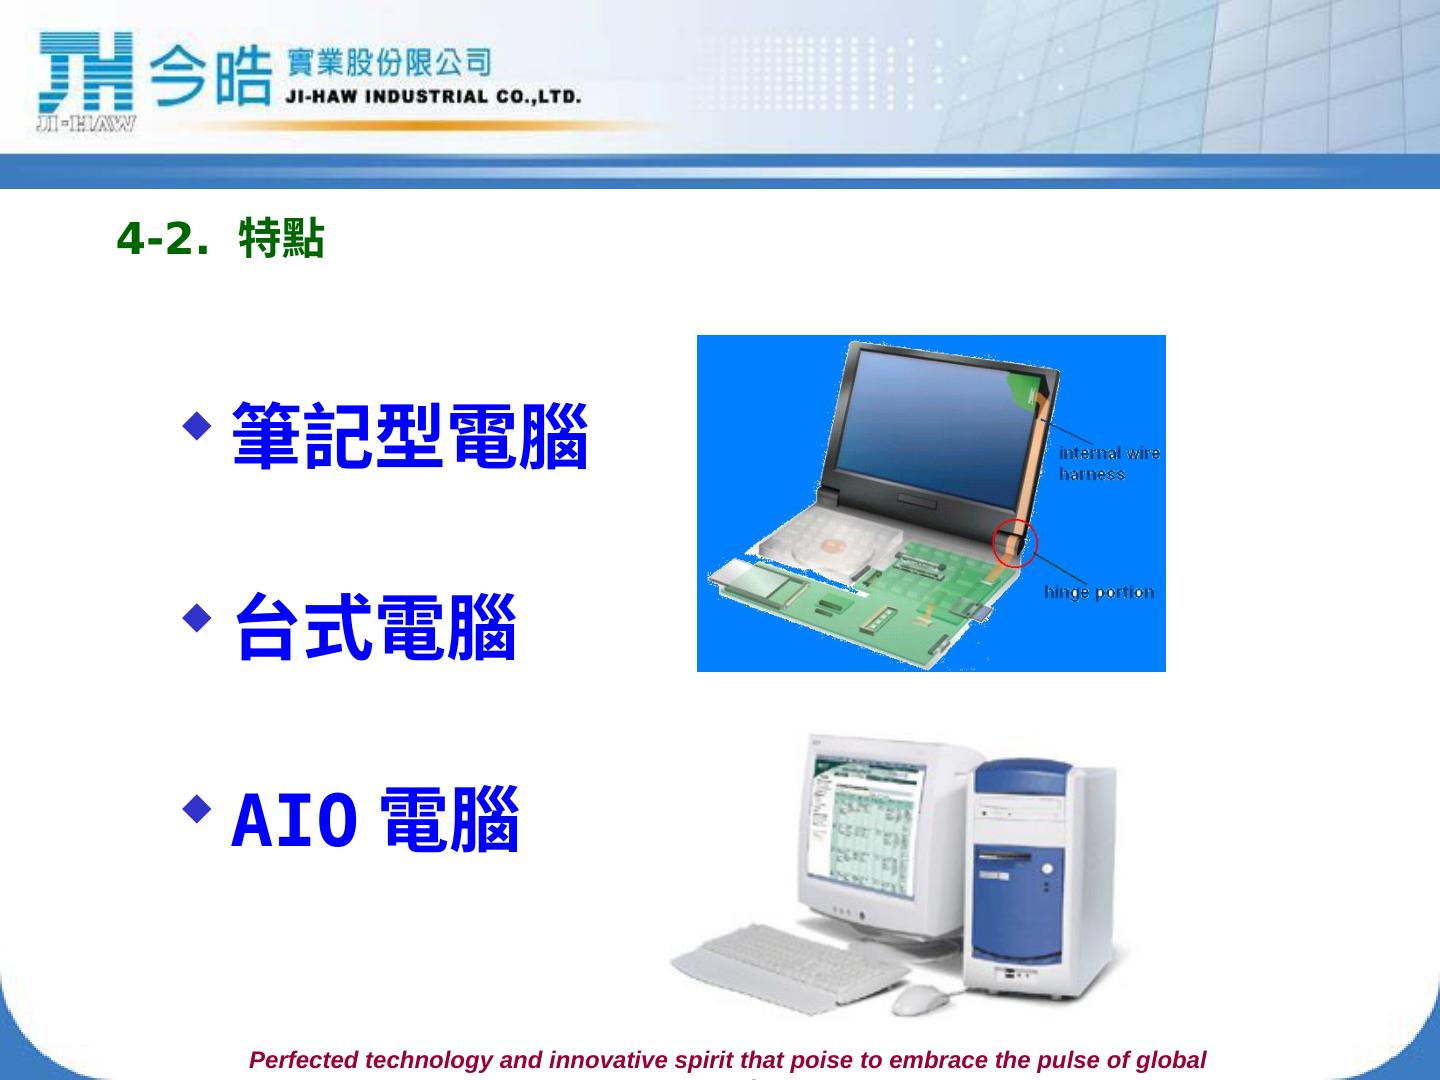 今皓 實業股份限公司
JI-HAW INDUSTRIAL CO.,LTD.
JI-HAW
4-2. 特點
筆記型電腦
internal wire
harness
hinge portion
台式電腦
AIO 電腦
Perfected technology and innovative spirit that poise to embrace the pulse of global